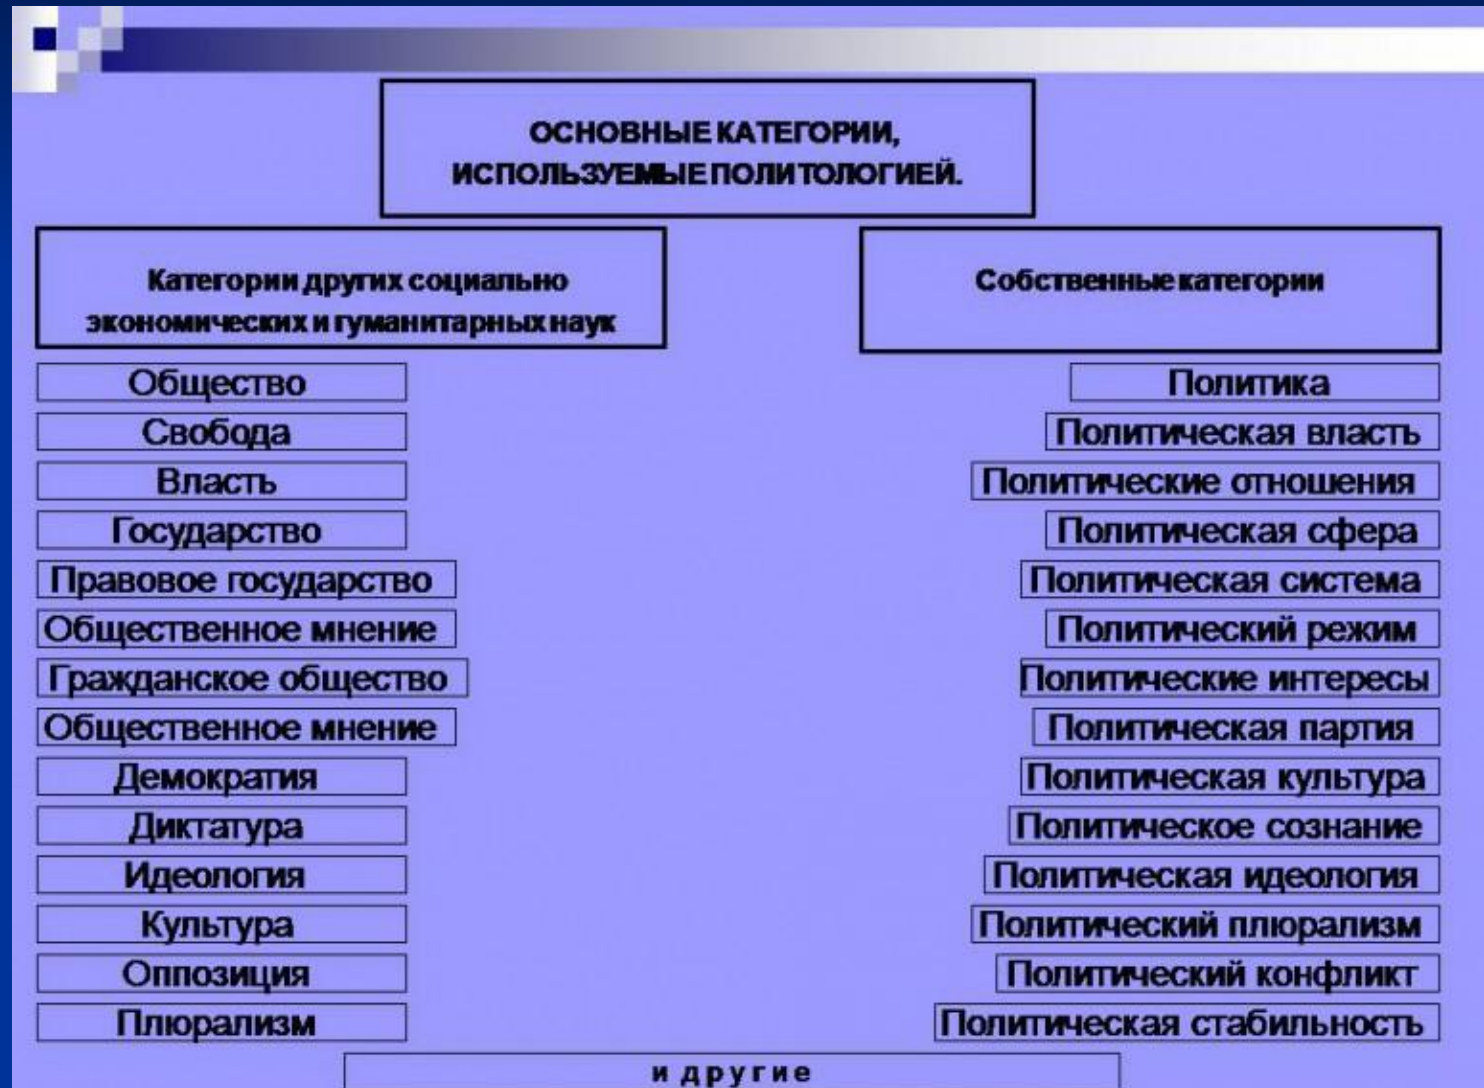 ОСНОВНЫЕ КАТЕГОРИИ,
ИСПОЛЬЗУЕМЫЕ ПОЛИТОЛОГИЕЙ.
Категории других социально
экономических и гуманитарных наук
Общество
Свобода
Власть
Государство
Правовое государство
Общественное мнение
Гражданское общество
Общественное мнение
Демократия
Диктатура
Идеология
Культура
Оппозиция
Плюрализм
Собственные категории
Политика
Политическая власть
Политические отношения
Политическая сфера
Политическая система
Политический режим
Политические интересы
Политическая партия
Политическая культура
Политическое сознание
Политическая идеология
Политический плюрализм
Политический конфликт
Политическая стабильность
и другие